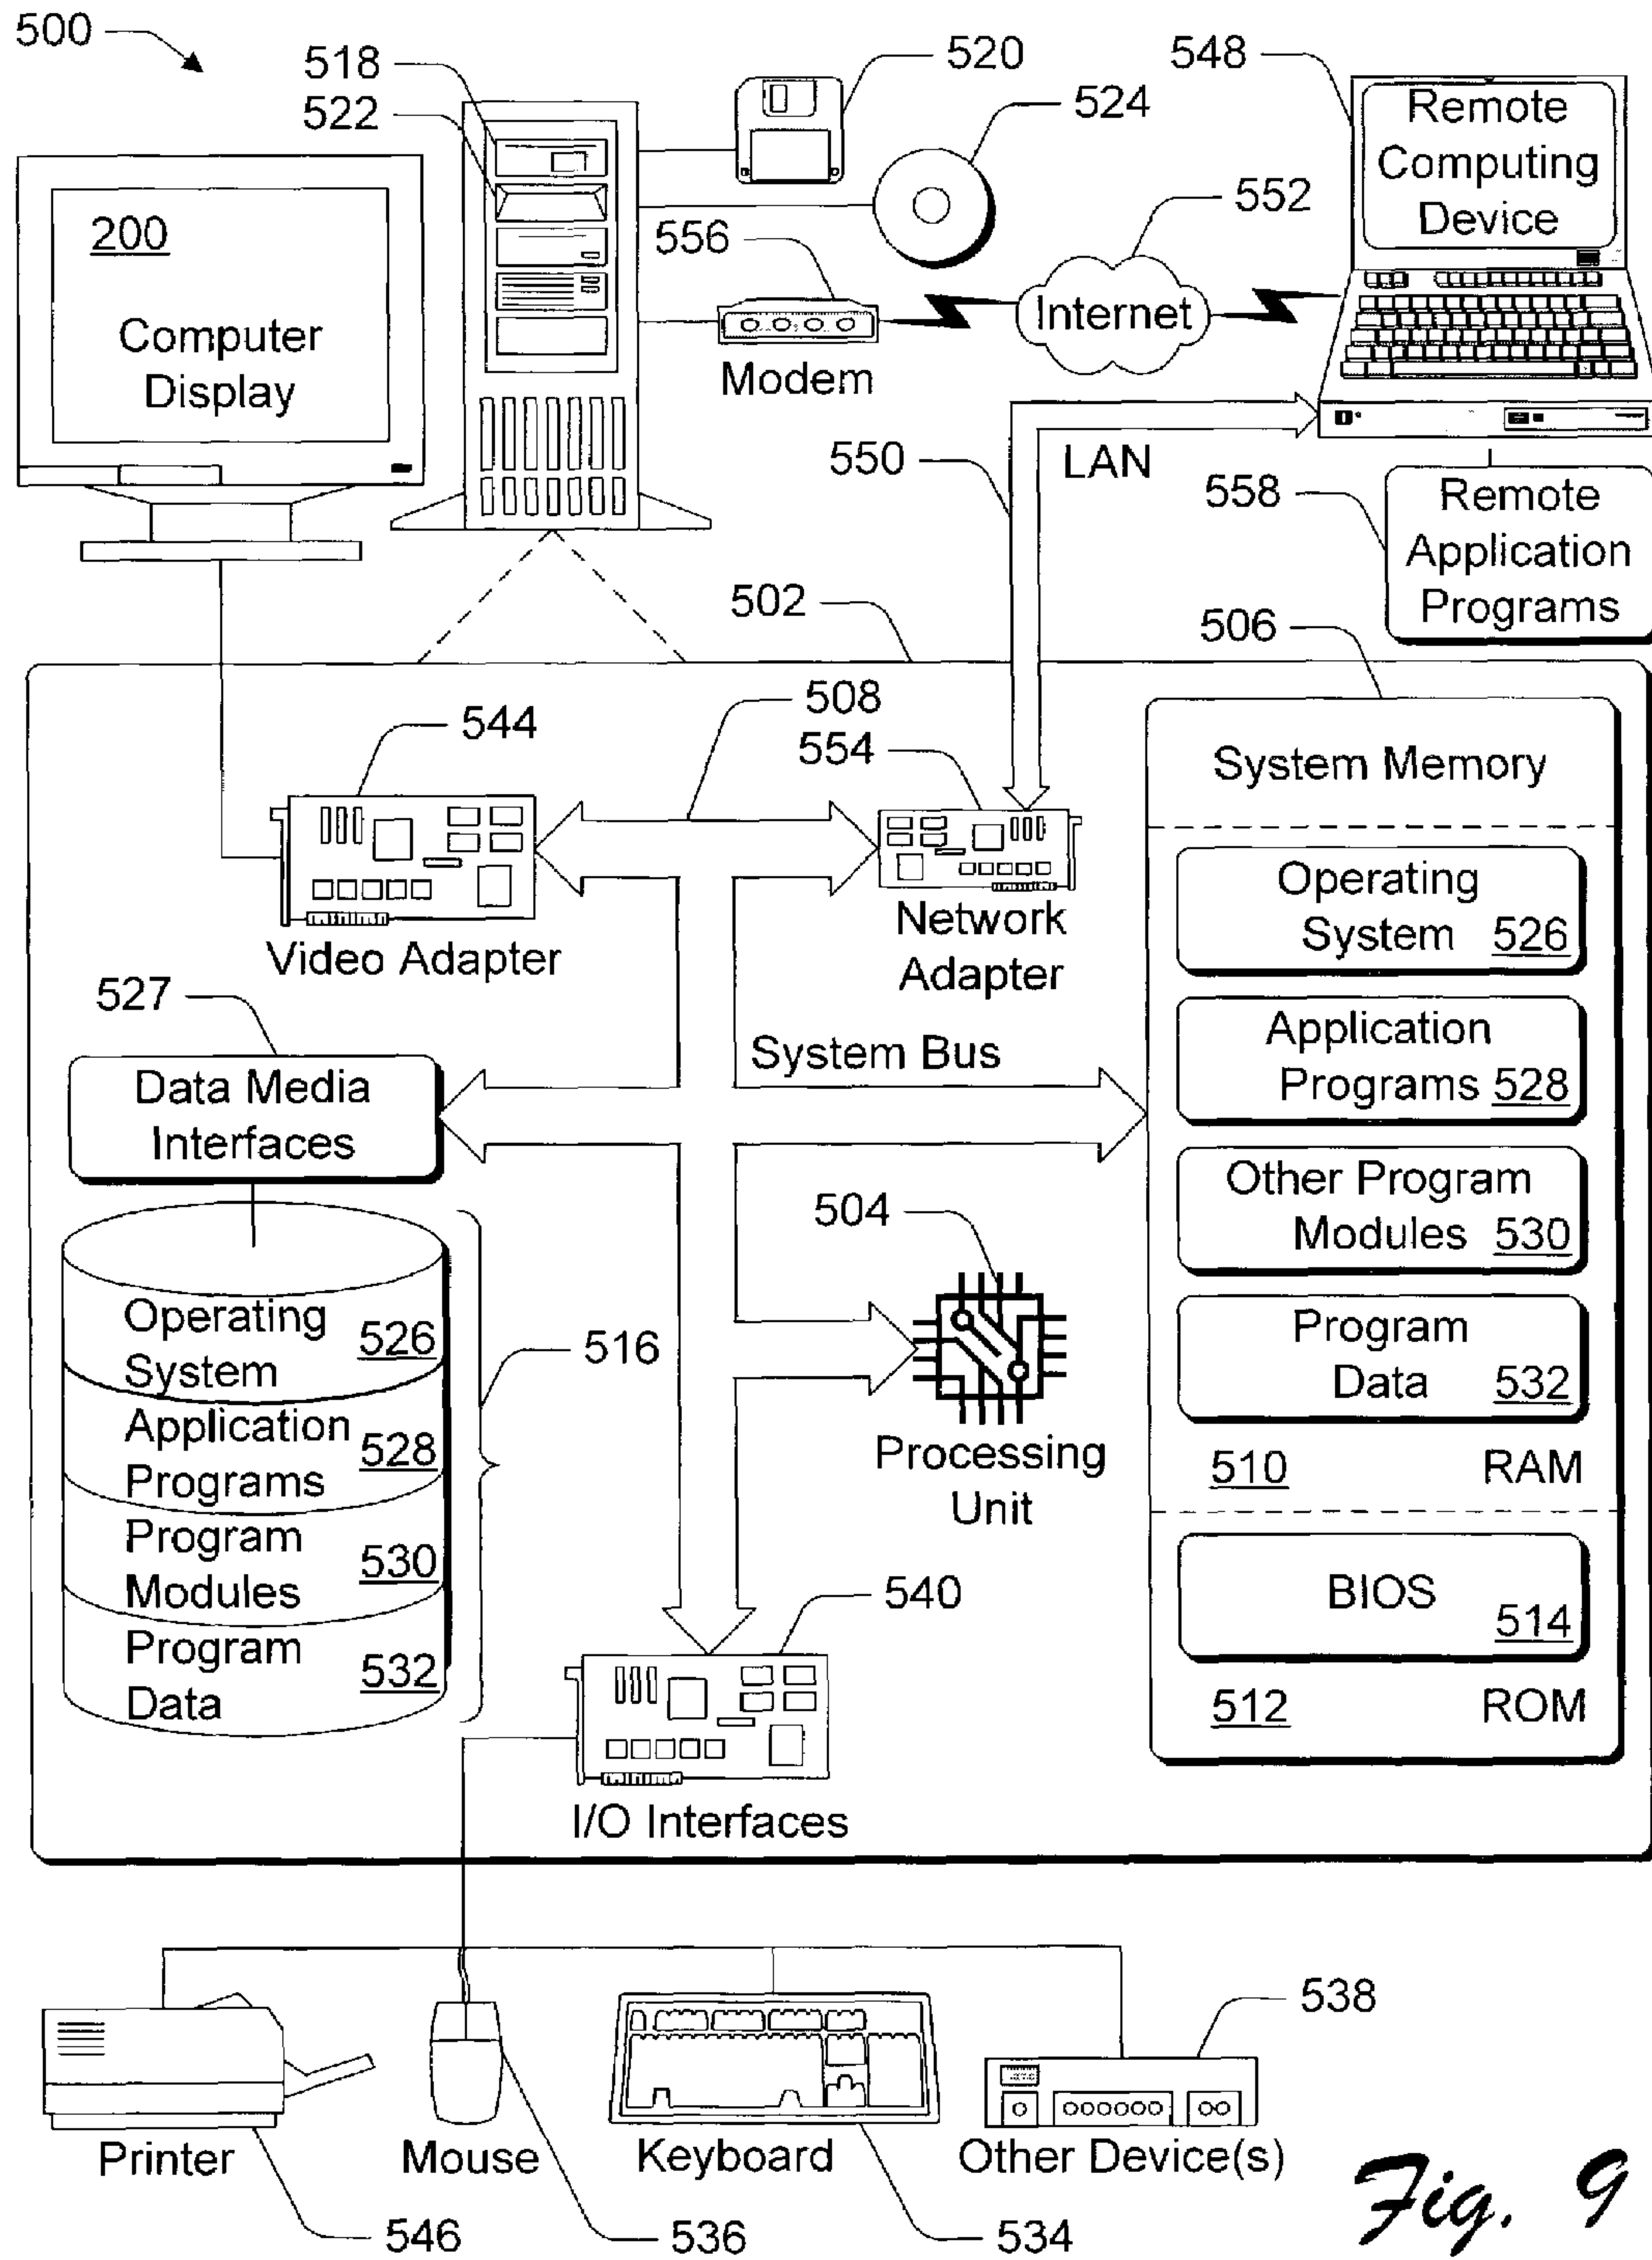 500
518
522
520
524
548
Remote
Computing
Device
200
Computer
Display
556
552
Internet
Modem
550
LAN
558
Remote
Application
Programs
502
506
544
508
554
System Memory
Operating
System 526
Video Adapter
Network
Adapter
527
Data Media
Interfaces
System Bus
Application
Programs 528
Other Program
Modules 530
504
Operating
System 526
516
Program
Data 532
Application
Programs 528
Processing
Unit
510 RAM
Program
Modules 530
540
BIOS
514
Program
Data 532
512 ROM
I/O Interfaces
538
Printer
Mouse
Keyboard
Other Device(s)
546
536
534
Fig. 9